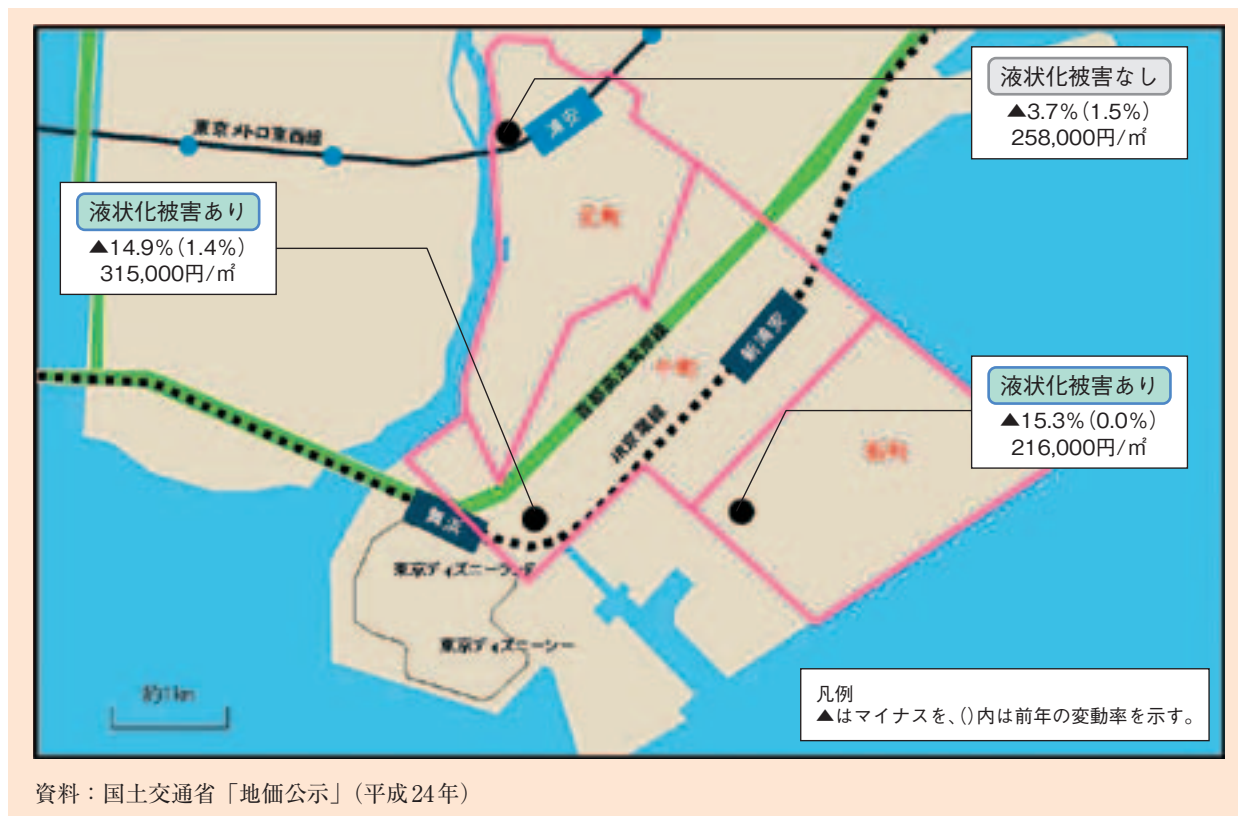 液状化被害なし
▲3.7%(1.5%)
258,000円/㎡
浦安
東京メトロ東西線
液状化被害あり
▲14.9%(1.4%)
315,000円/㎡
元町
新浦安
首都高速湾岸線
中町
液状化被害あり
▲15.3%(0.0%)
216,000円/㎡
JR京葉線
新町
舞浜
東京ディズニーランド
東京ディズニーシー
約1km
凡例
▲はマイナスを、()内は前年の変動率を示す。
資料：国土交通省「地価公示」(平成24年)